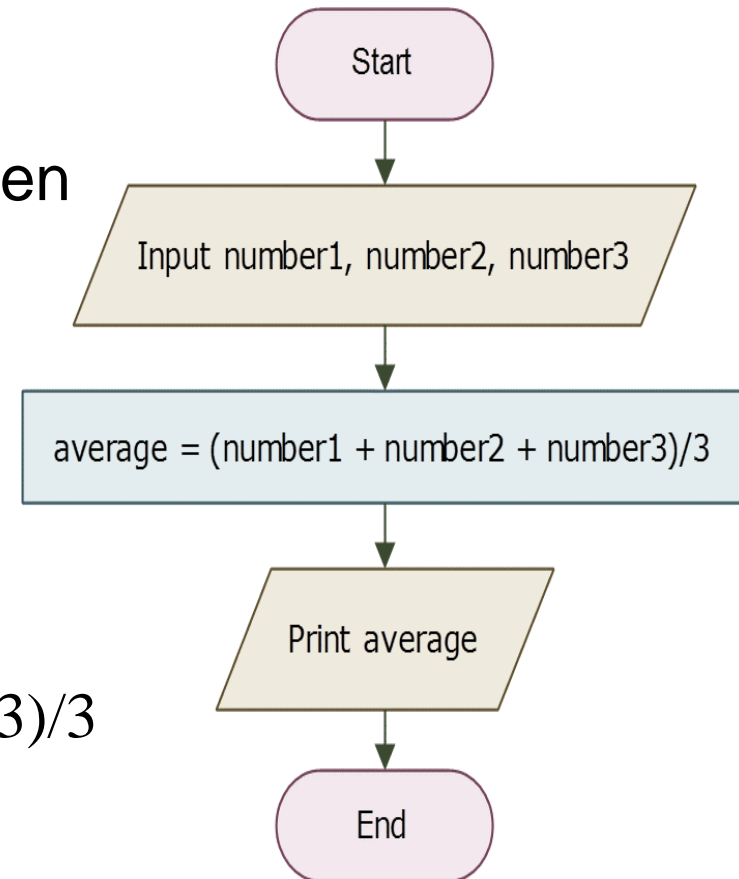 Start
en
Input number1, number2, number3
average = (number1 + number2 + number3)/3
Print average
3)/3
End